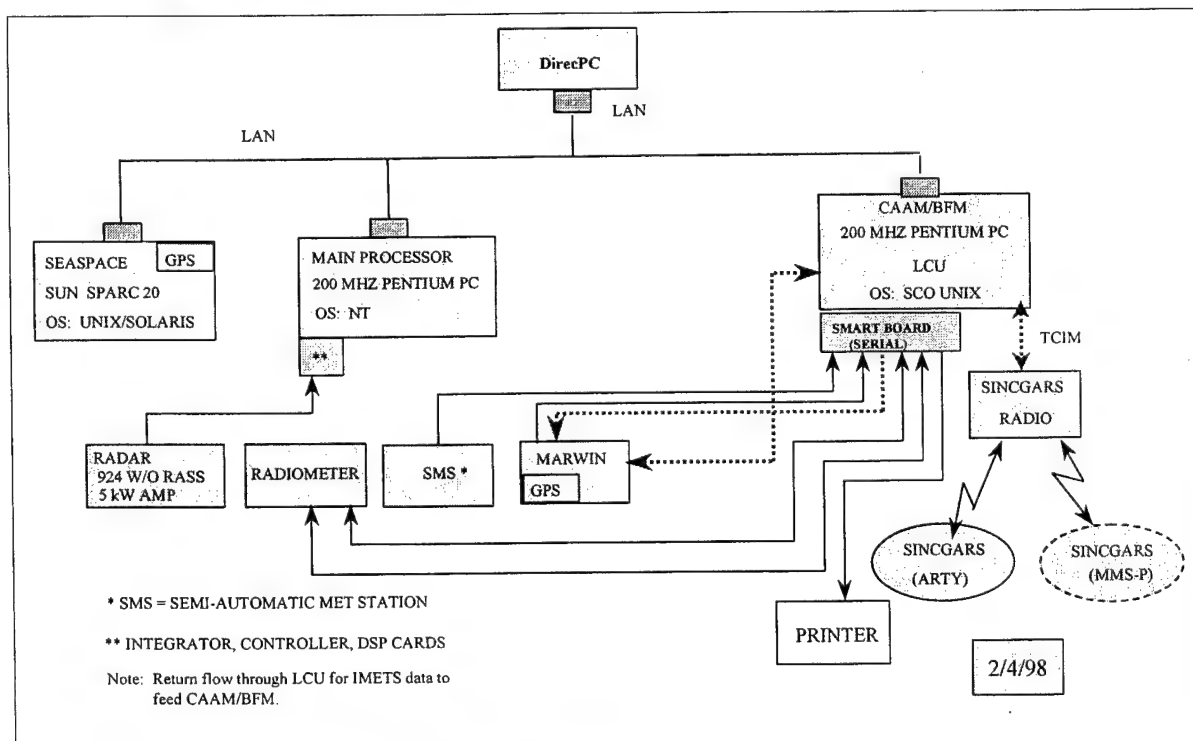 DirecPC
LAN
LAN
SEASPACE
GPS
SUN SPARC 20
OS: UNIX/SOLARIS
MAIN PROCESSOR
200 MHZ PENTIUM PC
OS: NT
**
CAAM/BFM
200 MHZ PENTIUM PC
LCU
OS: SCO UNIX
SMART BOARD
(SERIAL)
TCIM
SINCGARS
RADIO
RADAR
924 W/O RASS
5 kW AMP
RADIOMETER
SMS *
MARWIN
GPS
SINCGARS
(ARTY)
SINCGARS
(MMS-P)
PRINTER
2/4/98
* SMS = SEMI-AUTOMATIC MET STATION
** INTEGRATOR, CONTROLLER, DSP CARDS
Note: Return flow through LCU for IMETS data to
feed CAAM/BFM.